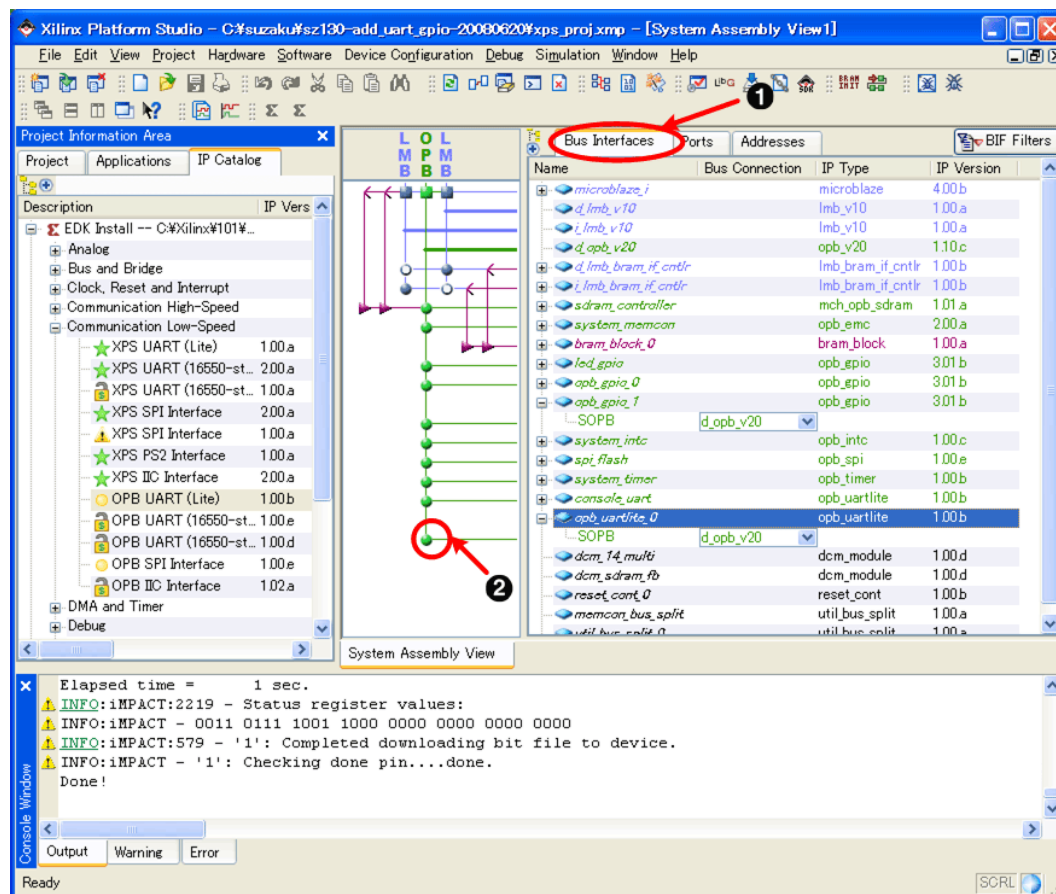 Xilinx Platform Studio - C:¥suzaku¥sz130-add_uart_gpio-20080620¥xps_proj.xmp - [System Assembly View1]
File Edit View Project Hardware Software Device Configuration Debug Simulation Window Help
1
Project Information Area
Project Applications IP Catalog
Description IP Vers
EDK Install -- C:¥Xilinx¥101¥...
Analog
Bus and Bridge
Clock, Reset and Interrupt
Communication High-Speed
Communication Low-Speed
XPS UART (Lite) 1.00.a
XPS UART (16550-st... 2.00.a
XPS UART (16550-st... 1.00.a
XPS SPI Interface 2.00.a
XPS SPI Interface 1.00.a
XPS PS2 Interface 1.00.a
XPS IIC Interface 2.00.a
OPB UART (Lite) 1.00.b
OPB UART (16550-st... 1.00.e
OPB UART (16550-st... 1.00.d
OPB SPI Interface 1.00.e
OPB IIC Interface 1.02.a
DMA and Timer
Debug
LMB OPB LMB
Bus Interfaces Ports Addresses BIF Filters
Name Bus Connection IP Type IP Version
microblaze_i microblaze 4.00.b
d_lmb_v10 lmb_v10 1.00.a
i_lmb_v10 lmb_v10 1.00.a
d_opb_v20 opb_v20 1.10.c
d_lmb_bram_if_cntlr lmb_bram_if_cntlr 1.00.b
i_lmb_bram_if_cntlr lmb_bram_if_cntlr 1.00.b
sdram_controller mch_opb_sdram 1.01.a
system_memcon opb_emc 2.00.a
bram_block_0 bram_block 1.00.a
led_gpio opb_gpio 3.01.b
opb_gpio_0 opb_gpio 3.01.b
opb_gpio_1 opb_gpio 3.01.b
SOPB d_opb_v20
system_intc opb_intc 1.00.c
spi_flash opb_spi 1.00.e
system_timer opb_timer 1.00.b
console_uart opb_uartlite 1.00.b
opb_uartlite_0 opb_uartlite 1.00.b
SOPB d_opb_v20
dcm_14_multi dcm_module 1.00.d
dcm_sdram_fb dcm_module 1.00.d
reset_cont_0 reset_cont 1.00.b
memcon_bus_split util_bus_split 1.00.a
util_bus_split_0 util_bus_split 1.00.a
2
System Assembly View
Elapsed time = 1 sec.
INFO:iMPACT:2219 - Status register values:
INFO:iMPACT - 0011 0111 1001 1000 0000 0000 0000 0000
INFO:iMPACT:579 - '1': Completed downloading bit file to device.
INFO:iMPACT - '1': Checking done pin....done.
Done!
Console Window
Output Warning Error
Ready SCRL